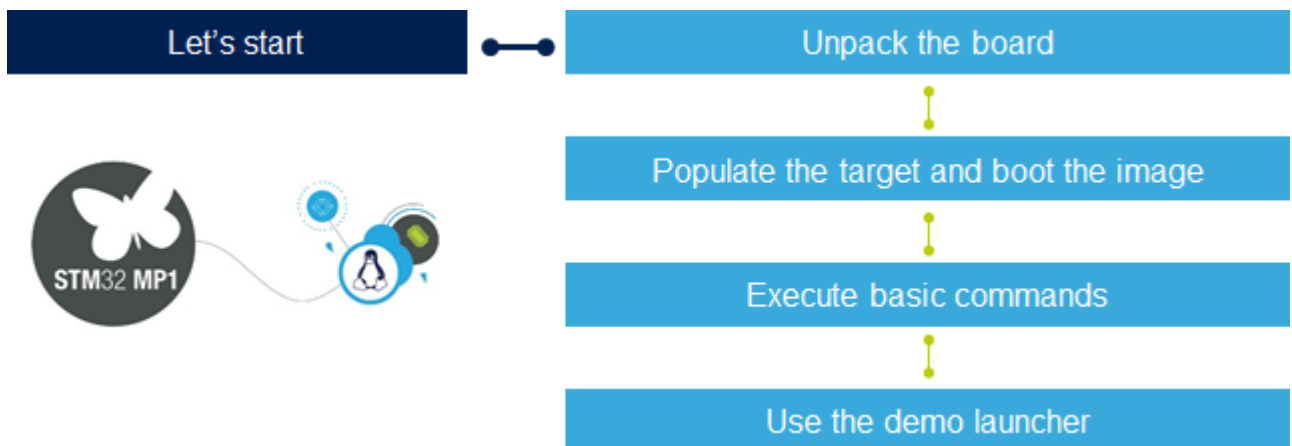 Let’s start
Unpack the board
Populate the target and boot the image
STM32 MP1
Execute basic commands
Use the demo launcher